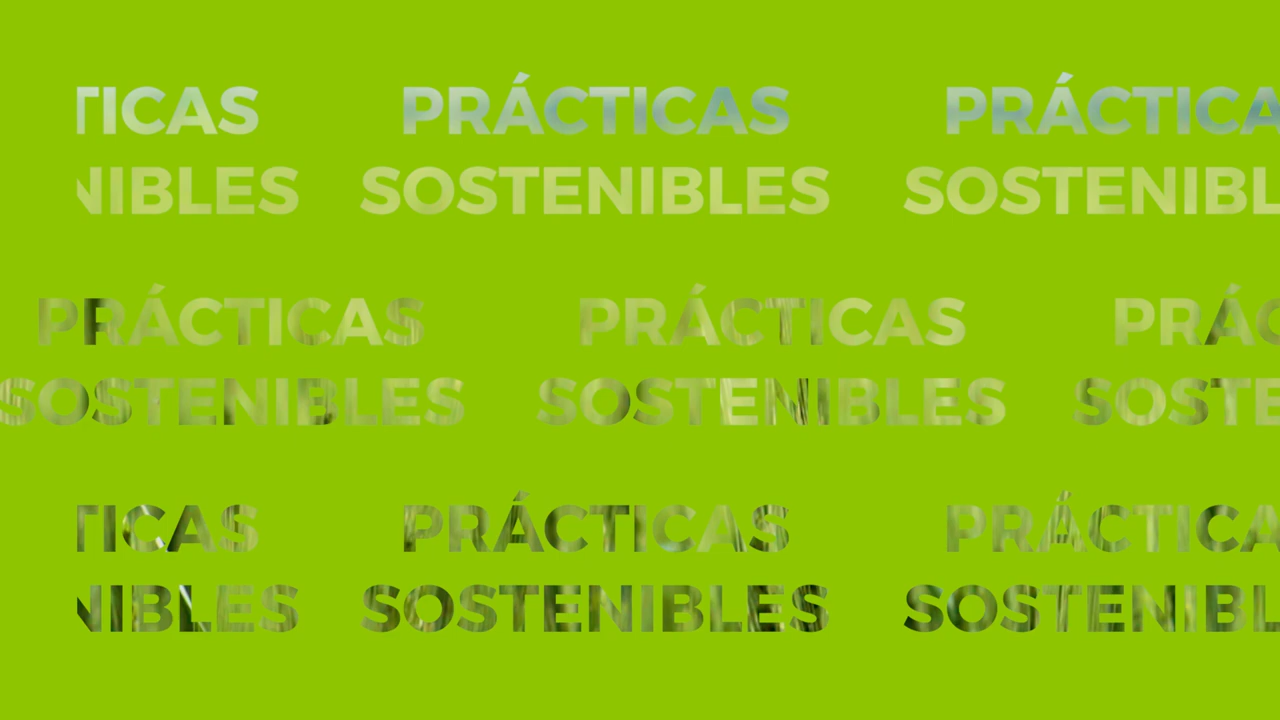 TICAS PRÁCTICAS PRÁCTICA
NIBLES SOSTENIBLES SOSTENIBL
PRÁCTICAS PRÁCTICAS PRÁC
SOSTENIBLES SOSTENIBLES SOSTE
TICAS PRÁCTICAS PRÁCTICA
NIBLES SOSTENIBLES SOSTENIBL